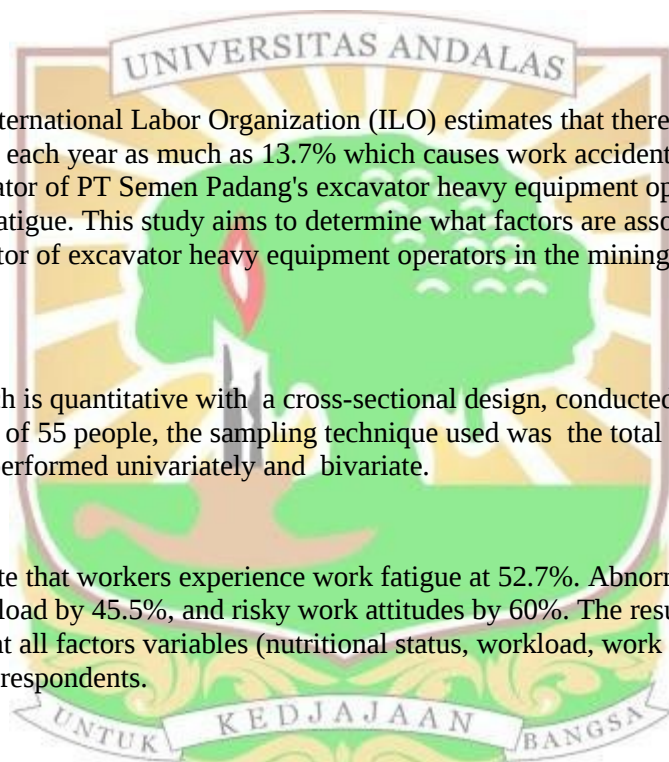 UNIVERSITAS ANDALAS
nternational Labor Organization (ILO) estimates that there
each year as much as 13.7% which causes work accident
ator of PT Semen Padang's excavator heavy equipment op
atigue. This study aims to determine what factors are asso
tor of excavator heavy equipment operators in the mining
h is quantitative with a cross-sectional design, conducted
of 55 people, the sampling technique used was the total
erformed univariately and bivariate.
te that workers experience work fatigue at 52.7%. Abnorm
load by 45.5%, and risky work attitudes by 60%. The resu
at all factors variables (nutritional status, workload, work
respondents.
UNTUK KEDJAJAAN BANGSA